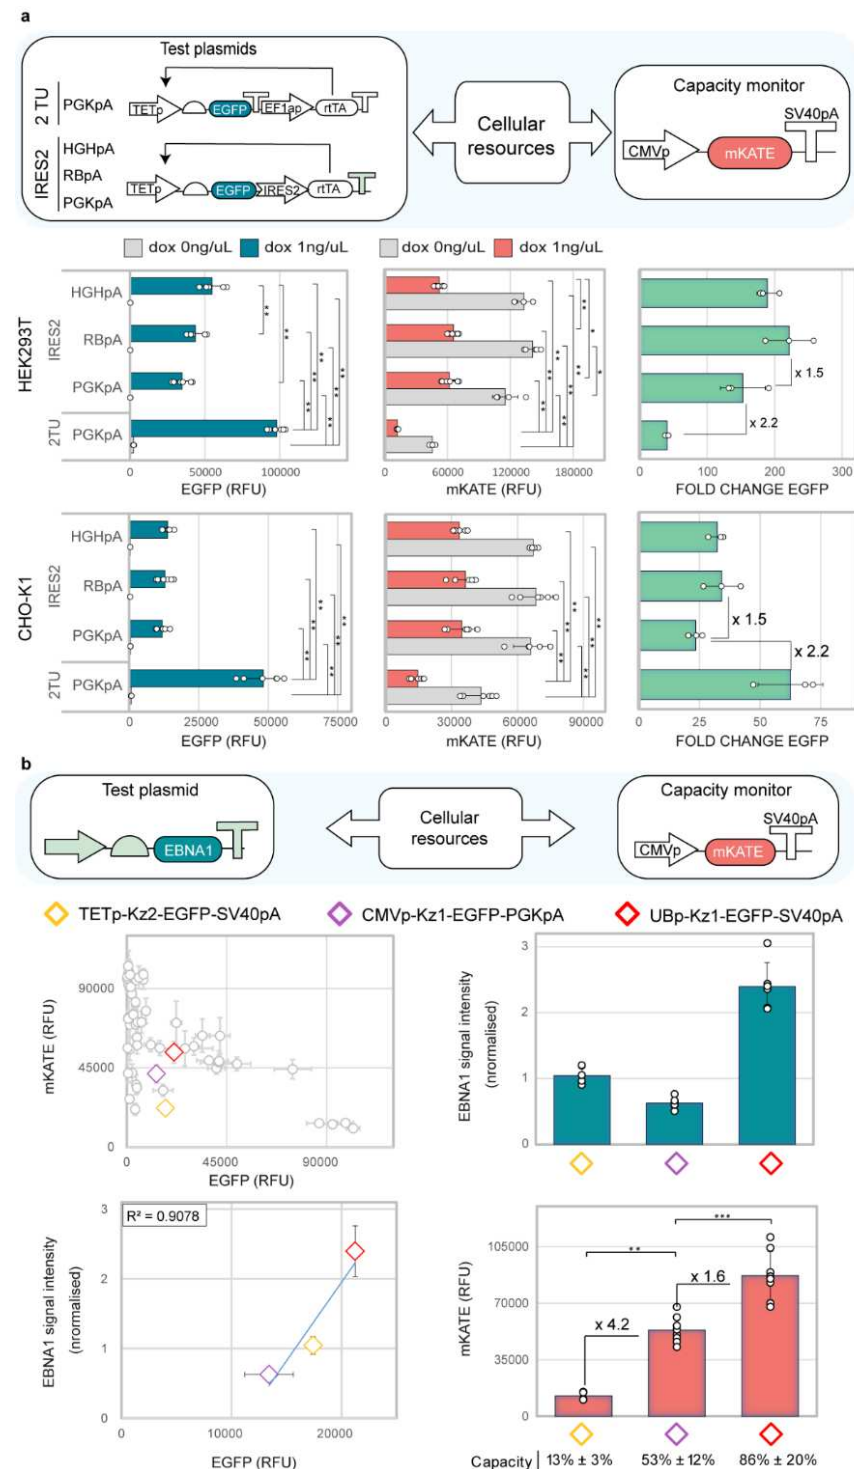 a
Test plasmids
2 TU
PGKpA
TETp
EGFP
EF1ap
rtTA
IRES2
HGHpA
RBpA
PGKpA
TETp
EGFP
IRES2
rtTA
Cellular
resources
Capacity monitor
SV40pA
CMVp
mKATE
dox 0ng/uL
dox 1ng/uL
dox 0ng/uL
dox 1ng/uL
HEK293T
IRES2
2TU
HGHpA
RBpA
PGKpA
PGKpA
**
**
**
**
**
**
**
**
0
50000
100000
EGFP (RFU)
**
*
**
*
**
**
**
**
**
**
0
60000
120000
180000
mKATE (RFU)
x 1.5
x 2.2
0
100
200
300
FOLD CHANGE EGFP
CHO-K1
IRES2
2TU
HGHpA
RBpA
PGKpA
PGKpA
**
**
**
**
**
**
0
25000
50000
75000
EGFP (RFU)
**
**
**
**
**
**
0
30000
60000
90000
mKATE (RFU)
x 1.5
x 2.2
0
25
50
75
FOLD CHANGE EGFP
b
Test plasmid
EBNA1
Cellular
resources
Capacity monitor
SV40pA
CMVp
mKATE
TETp-Kz2-EGFP-SV40pA
CMVp-Kz1-EGFP-PGKpA
UBp-Kz1-EGFP-SV40pA
mKATE (RFU)
90000
45000
0
0
45000
90000
EGFP (RFU)
EBNA1 signal intensity
(nrormalised)
3
2
1
0
R² = 0.9078
EBNA1 signal intensity
(nrormalised)
3
2
1
0
0
10000
20000
EGFP (RFU)
mKATE (RFU)
105000
70000
35000
0
**
***
x 4.2
x 1.6
Capacity
13% ± 3%
53% ± 12%
86% ± 20%